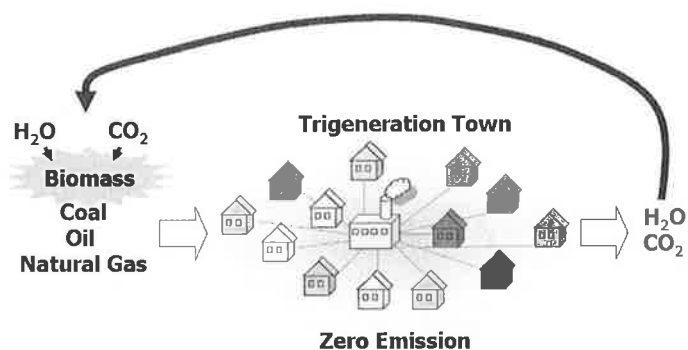 Trigeneration Town
H₂O CO₂
Biomass
Coal
Oil
Natural Gas
H₂O
CO₂
Zero Emission